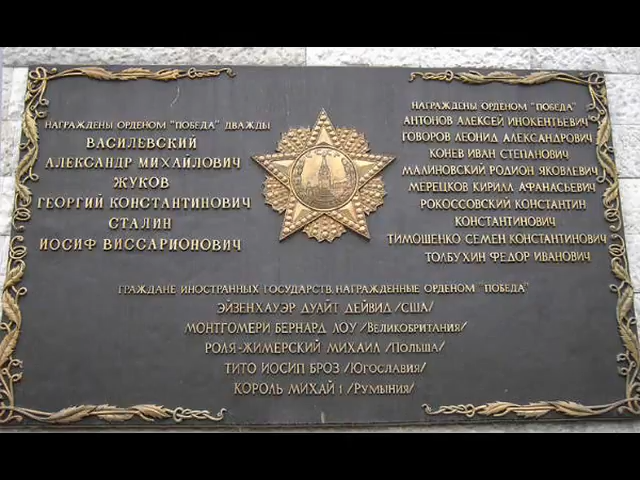 НАГРАЖДЕНЫ ОРДЕНОМ "ПОБЕДА" ДВАЖДЫ
ВАСИЛЕВСКИЙ
АЛЕКСАНДР МИХАЙЛОВИЧ
ЖУКОВ
ГЕОРГИЙ КОНСТАНТИНОВИЧ
СТАЛИН
ИОСИФ ВИССАРИОНОВИЧ
НАГРАЖДЕНЫ ОРДЕНОМ "ПОБЕДА"
АНТОНОВ АЛЕКСЕЙ ИНОКЕНТЬЕВИЧ
ГОВОРОВ ЛЕОНИД АЛЕКСАНДРОВИЧ
КОНЕВ ИВАН СТЕПАНОВИЧ
МАЛИНОВСКИЙ РОДИОН ЯКОВЛЕВИЧ
МЕРЕЦКОВ КИРИЛЛ АФАНАСЬЕВИЧ
РОКОССОВСКИЙ КОНСТАНТИН
КОНСТАНТИНОВИЧ
ТИМОШЕНКО СЕМЕН КОНСТАНТИНОВИЧ
ТОЛБУХИН ФЕДОР ИВАНОВИЧ
ГРАЖДАНЕ ИНОСТРАННЫХ ГОСУДАРСТВ, НАГРАЖДЕННЫЕ ОРДЕНОМ "ПОБЕДА"
ЭЙЗЕНХАУЭР ДУАЙТ ДЕЙВИД /США/
МОНТГОМЕРИ БЕРНАРД ЛОУ /ВЕЛИКОБРИТАНИЯ/
РОЛЯ-ЖИМЕРСКИЙ МИХАИЛ /ПОЛЬША/
ТИТО ИОСИП БРОЗ /ЮГОСЛАВИЯ/
КОРОЛЬ МИХАЙ I /РУМЫНИЯ/